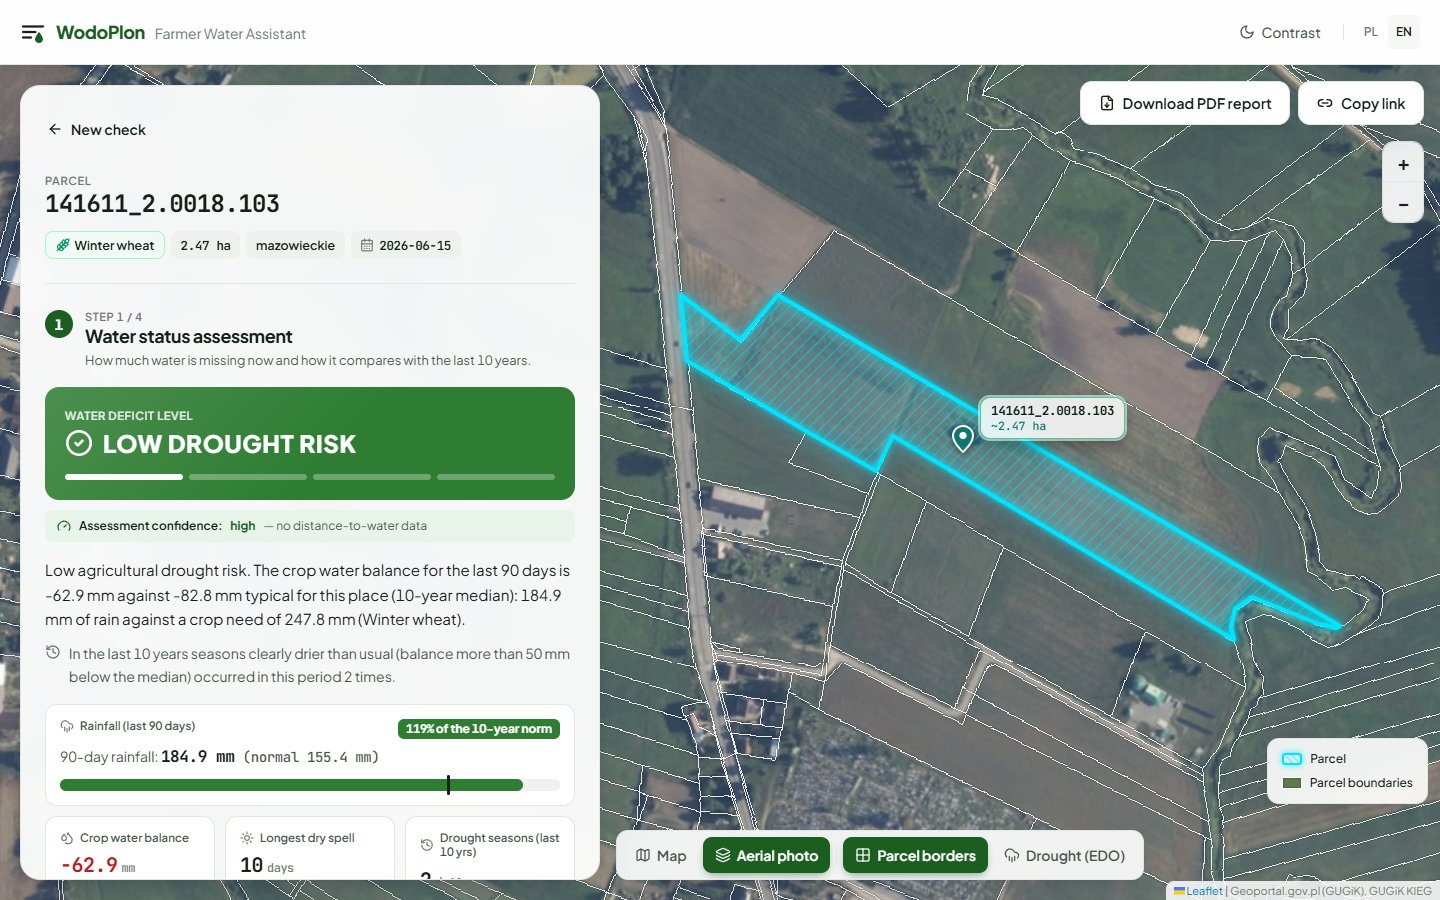 WodoPlon Farmer Water Assistant
Contrast
PL
EN
Download PDF report
Copy link
+
−
New check
PARCEL
141611_2.0018.103
Winter wheat
2.47 ha
mazowieckie
2026-06-15
1
STEP 1 / 4
Water status assessment
How much water is missing now and how it compares with the last 10 years.
WATER DEFICIT LEVEL
LOW DROUGHT RISK
Assessment confidence: high — no distance-to-water data
Low agricultural drought risk. The crop water balance for the last 90 days is
-62.9 mm against -82.8 mm typical for this place (10-year median): 184.9
mm of rain against a crop need of 247.8 mm (Winter wheat).
In the last 10 years seasons clearly drier than usual (balance more than 50 mm
below the median) occurred in this period 2 times.
Rainfall (last 90 days)
119% of the 10-year norm
90-day rainfall: 184.9 mm (normal 155.4 mm)
Crop water balance
-62.9 mm
Longest dry spell
10 days
Drought seasons (last
10 yrs)
141611_2.0018.103
~2.47 ha
Parcel
Parcel boundaries
Map
Aerial photo
Parcel borders
Drought (EDO)
Leaflet | Geoportal.gov.pl (GUGiK), GUGiK KIEG